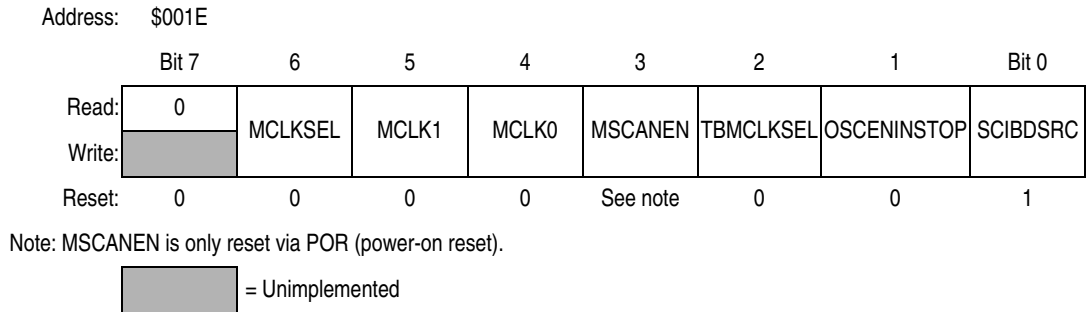 Address: $001E
Bit 7 6 5 4 3 2 1 Bit 0
Read: 0 MCLKSEL MCLK1 MCLK0 MSCANEN TBMCLKSEL OSCENINSTOP SCIBDSRC
Write:
Reset: 0 0 0 0 See note 0 0 1
Note: MSCANEN is only reset via POR (power-on reset).
= Unimplemented